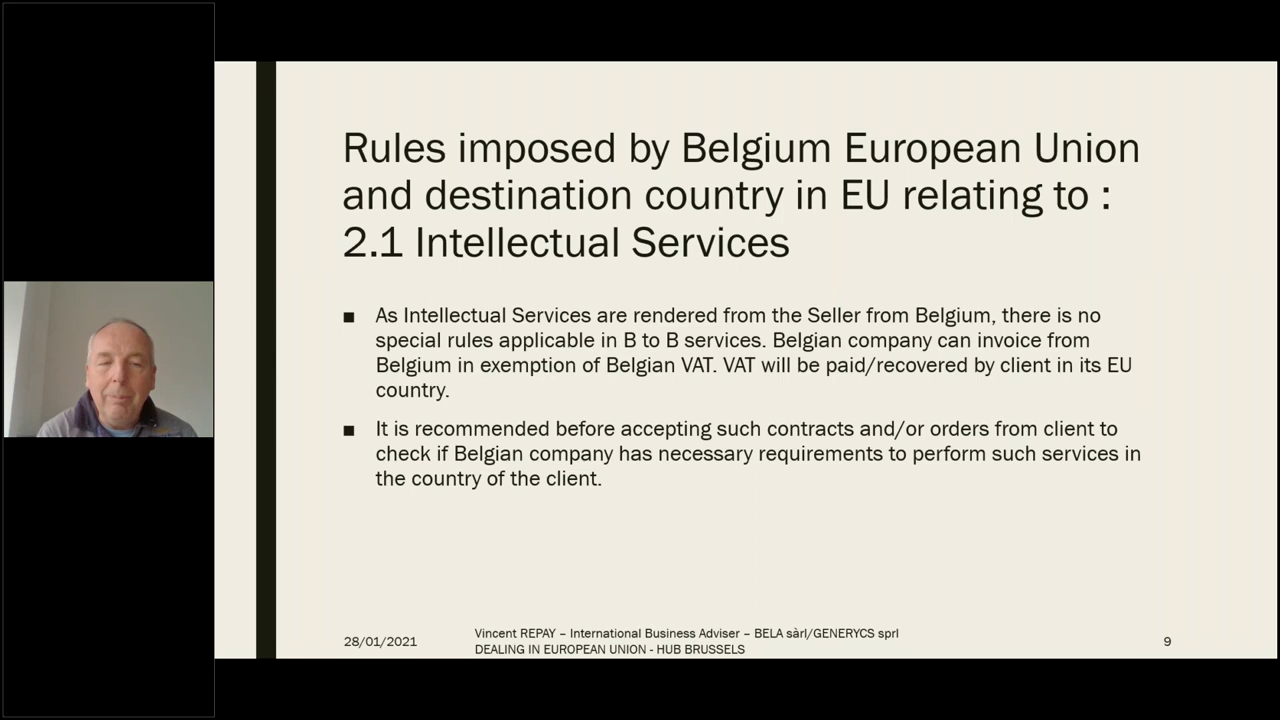 Rules imposed by Belgium European Union
and destination country in EU relating to :
2.1 Intellectual Services
■ As Intellectual Services are rendered from the Seller from Belgium, there is no
special rules applicable in B to B services. Belgian company can invoice from
Belgium in exemption of Belgian VAT. VAT will be paid/recovered by client in its EU
country.
■ It is recommended before accepting such contracts and/or orders from client to
check if Belgian company has necessary requirements to perform such services in
the country of the client.
28/01/2021
Vincent REPAY – International Business Adviser – BELA sàrl/GENERYCS sprl
DEALING IN EUROPEAN UNION - HUB BRUSSELS
9